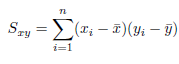 S_{xy} = \sum_{i=1}^{n} (x_i - \bar{x})(y_i - \bar{y})